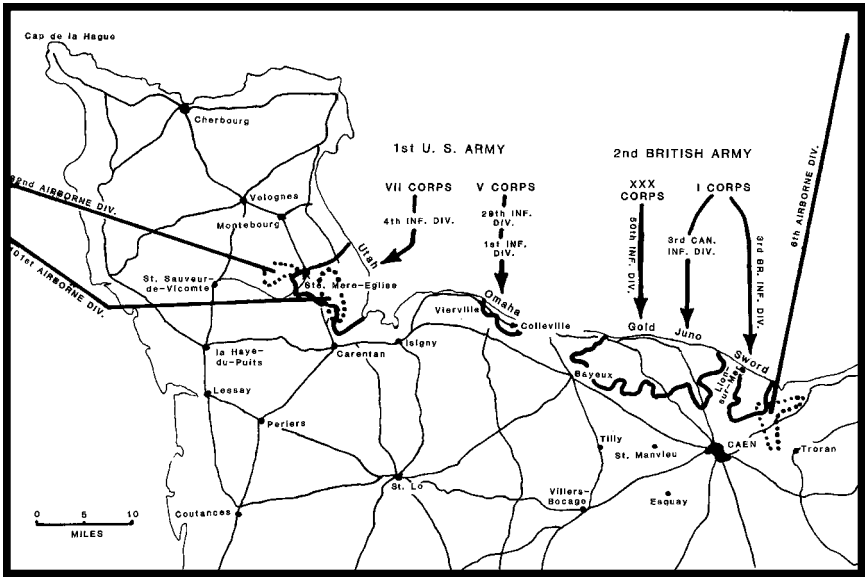 Cap de la Hague
Cherbourg
1st U. S. ARMY
2nd BRITISH ARMY
VII CORPS
V CORPS
XXX
CORPS
I CORPS
82nd AIRBORNE DIV.
101st AIRBORNE DIV.
6th AIRBORNE DIV.
4th INF. DIV.
29th INF.
DIV.
1st INF.
DIV.
50th INF. DIV.
3rd CAN.
INF. DIV.
3rd BR. INF. DIV.
Volognes
Montebourg
Utah
St. Sauveur-
de-Vicomte
Ste. Mere-Eglise
Omaha
Vierville
Colleville
Gold
Juno
Sword
Lion-
sur-Mer
la Haye-
du-Puits
Carentan
Isigny
Bayeux
Lessay
Periers
Tilly
St. Manvieu
CAEN
Troran
St. Lo
Villers-
Bocage
Esquay
Coutances
0 5 10
MILES